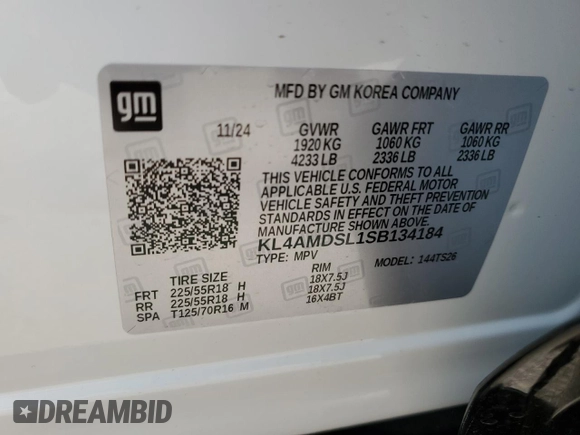 gm
MFD BY GM KOREA COMPANY
11/24 GVWR GAWR FRT GAWR RR
1920 KG 1060 KG 1060 KG
4233 LB 2336 LB 2336 LB
THIS VEHICLE CONFORMS TO ALL
APPLICABLE U.S. FEDERAL MOTOR
VEHICLE SAFETY AND THEFT PREVENTION
STANDARDS IN EFFECT ON THE DATE OF
MANUFACTURE SHOWN ABOVE.
KL4AMDSL1SB134184
TYPE: MPV MODEL: 144TS26
TIRE SIZE RIM
FRT 225/55R18 H 18X7.5J
RR 225/55R18 H 18X7.5J
SPA T125/70R16 M 16X4BT
DREAMBID